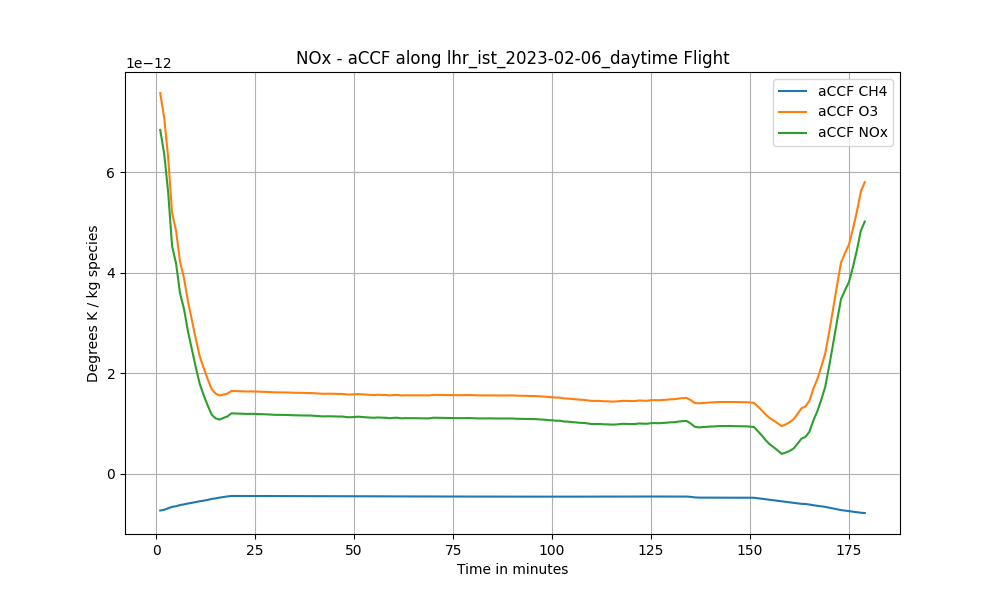 NOx - aCCF along lhr_ist_2023-02-06_daytime Flight
1e−12
aCCF CH4
aCCF O3
aCCF NOx
6
4
2
0
Degrees K / kg species
0 25 50 75 100 125 150 175
Time in minutes